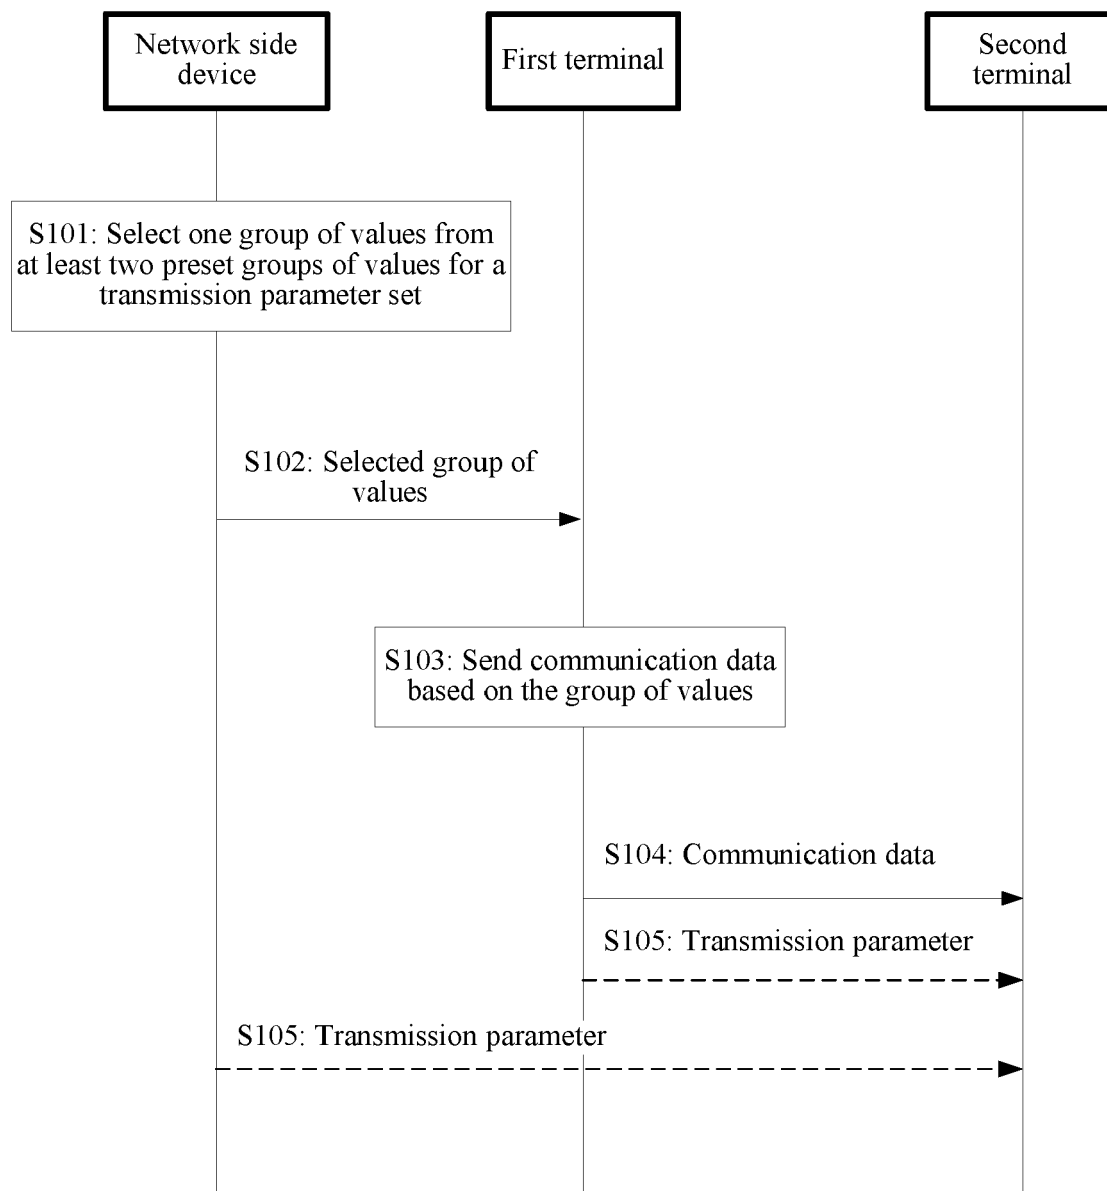 Network side
device
First terminal
Second
terminal
S101: Select one group of values from
at least two preset groups of values for a
transmission parameter set
S102: Selected group of
values
S103: Send communication data
based on the group of values
S104: Communication data
S105: Transmission parameter
S105: Transmission parameter